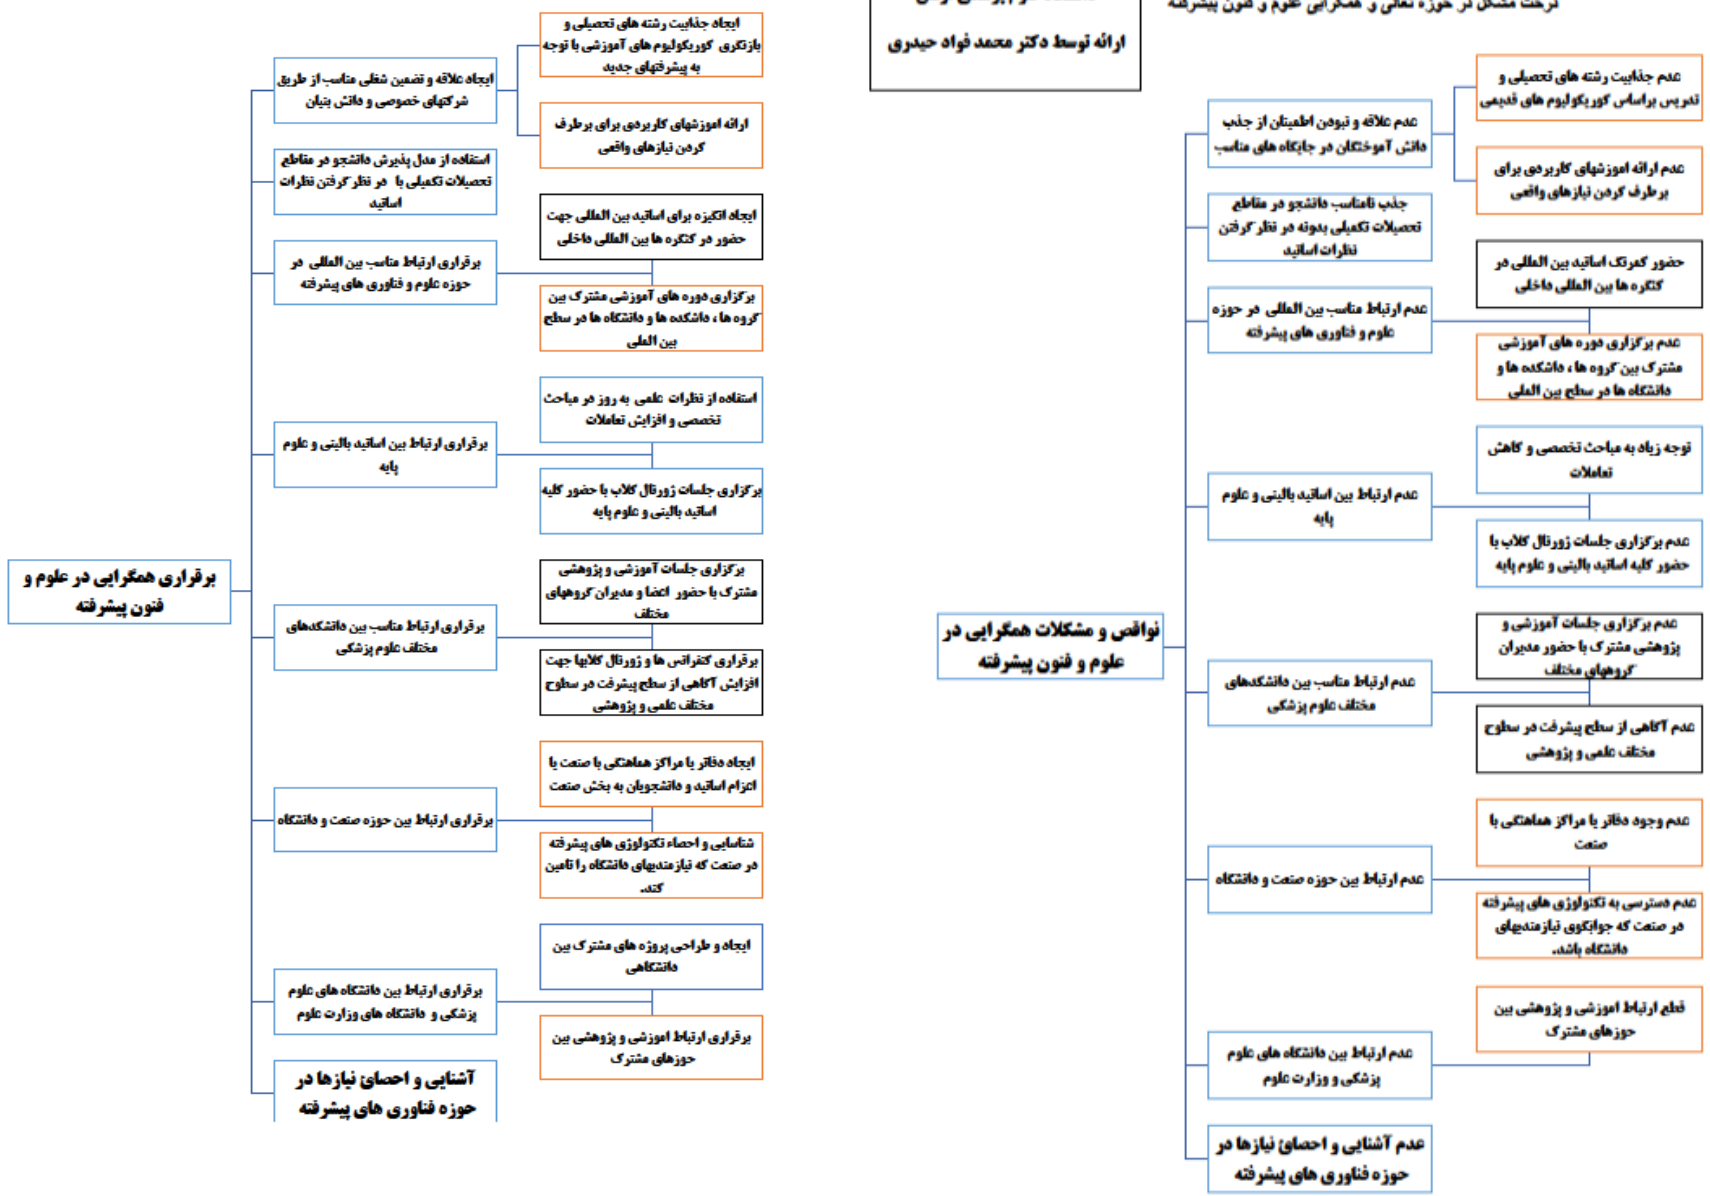 ارائه توسط دکتر محمد فواد حیدری
درخت مشکل در حوزه تعالی و همگرایی علوم و فنون پیشرفته
نواقص و مشکلات همگرایی در
علوم و فنون پیشرفته
عدم علاقه و نبودن اطمینان از جذب
دانش آموختگان در جایگاه های مناسب
عدم جذابیت رشته های تحصیلی و
تدریس براساس کوریکولیوم های قدیمی
عدم ارائه اموزشهای کاربردی برای
برطرف کردن نیازهای واقعی
جذب نامناسب دانشجو در مقاطع
تحصیلات تکمیلی بدونه در نظر گرفتن
نظرات اساتید
عدم ارتباط مناسب بین المللی در حوزه
علوم و فناوری های پیشرفته
حضور کمرنگ اساتید بین المللی در
کنگره ها بین المللی داخلی
عدم برگزاری دوره های آموزشی
مشترک بین گروه ها ، داشکده ها و
دانشگاه ها در سطح بین الملی
عدم ارتباط بین اساتید بالینی و علوم
پایه
توجه زیاد به مباحث تخصصی و کاهش
تعاملات
عدم برگزاری جلسات ژورنال کلاب با
حضور کلیه اساتید بالینی و علوم پایه
عدم ارتباط مناسب بین دانشکدهای
مختلف علوم پزشکی
عدم برگزاری جلسات آموزشی و
پژوهشی مشترک با حضور مدیران
گروههای مختلف
عدم آگاهی از سطح پیشرفت در سطوح
مختلف علمی و پژوهشی
عدم ارتباط بین حوزه صنعت و دانشگاه
عدم وجود دفاتر یا مراکز هماهنگی با
صنعت
عدم دسترسی به تکنولوژی های پیشرفته
در صنعت که جوابگوی نیازمندیهای
دانشگاه باشد.
عدم ارتباط بین دانشگاه های علوم
پزشکی و وزارت علوم
قطع ارتباط اموزشی و پژوهشی بین
حوزهای مشترک
عدم آشنایی و احصائ نیازها در
حوزه فناوری های پیشرفته
برقراری همگرایی در علوم و
فنون پیشرفته
ایجاد علاقه و تضمین شغلی مناسب از طریق
شرکتهای خصوصی و دانش بنیان
ایجاد جذابیت رشته های تحصیلی و
بازنگری کوریکولیوم های آموزشی با توجه
به پیشرفتهای جدید
ارائه اموزشهای کاربردی برای برطرف
کردن نیازهای واقعی
استفاده از مدل پذیرش دانشجو در مقاطع
تحصیلات تکمیلی با در نظر گرفتن نظرات
اساتید
برقراری ارتباط مناسب بین المللی در
حوزه علوم و فناوری های پیشرفته
ایجاد انگیزه برای اساتید بین المللی جهت
حضور در کنگره ها بین المللی داخلی
برگزاری دوره های آموزشی مشترک بین
گروه ها ، داشکده ها و دانشگاه ها در سطح
بین الملی
برقراری ارتباط بین اساتید بالینی و علوم
پایه
استفاده از نظرات علمی به روز در مباحث
تخصصی و افزایش تعاملات
برگزاری جلسات ژورنال کلاب با حضور کلیه
اساتید بالینی و علوم پایه
برقراری ارتباط مناسب بین دانشکدهای
مختلف علوم پزشکی
برگزاری جلسات آموزشی و پژوهشی
مشترک با حضور اعضا و مدیران گروههای
مختلف
برقراری کنفرانس ها و ژورنال کلابها جهت
افزایش آگاهی از سطح پیشرفت در سطوح
مختلف علمی و پژوهشی
برقراری ارتباط بین حوزه صنعت و دانشگاه
ایجاد دفاتر یا مراکز هماهنگی با صنعت یا
اعزام اساتید و دانشجویان به بخش صنعت
شناسایی و احصاء تکنولوژی های پیشرفته
در صنعت که نیازمندیهای دانشگاه را تامین
کند.
برقراری ارتباط بین دانشگاه های علوم
پزشکی و دانشگاه های وزارت علوم
ایجاد و طراحی پروژه های مشترک بین
دانشگاهی
برقراری ارتباط اموزشی و پژوهشی بین
حوزهای مشترک
آشنایی و احصائ نیازها در
حوزه فناوری های پیشرفته